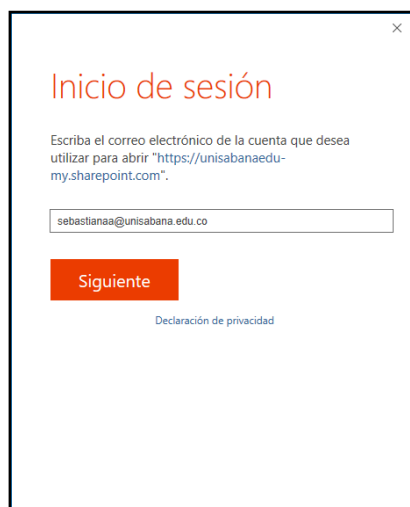 Inicio de sesión
Escriba el correo electrónico de la cuenta que desea
utilizar para abrir "https://unisabanaedu-
my.sharepoint.com".
sebastianaa@unisabana.edu.co
Siguiente
Declaración de privacidad